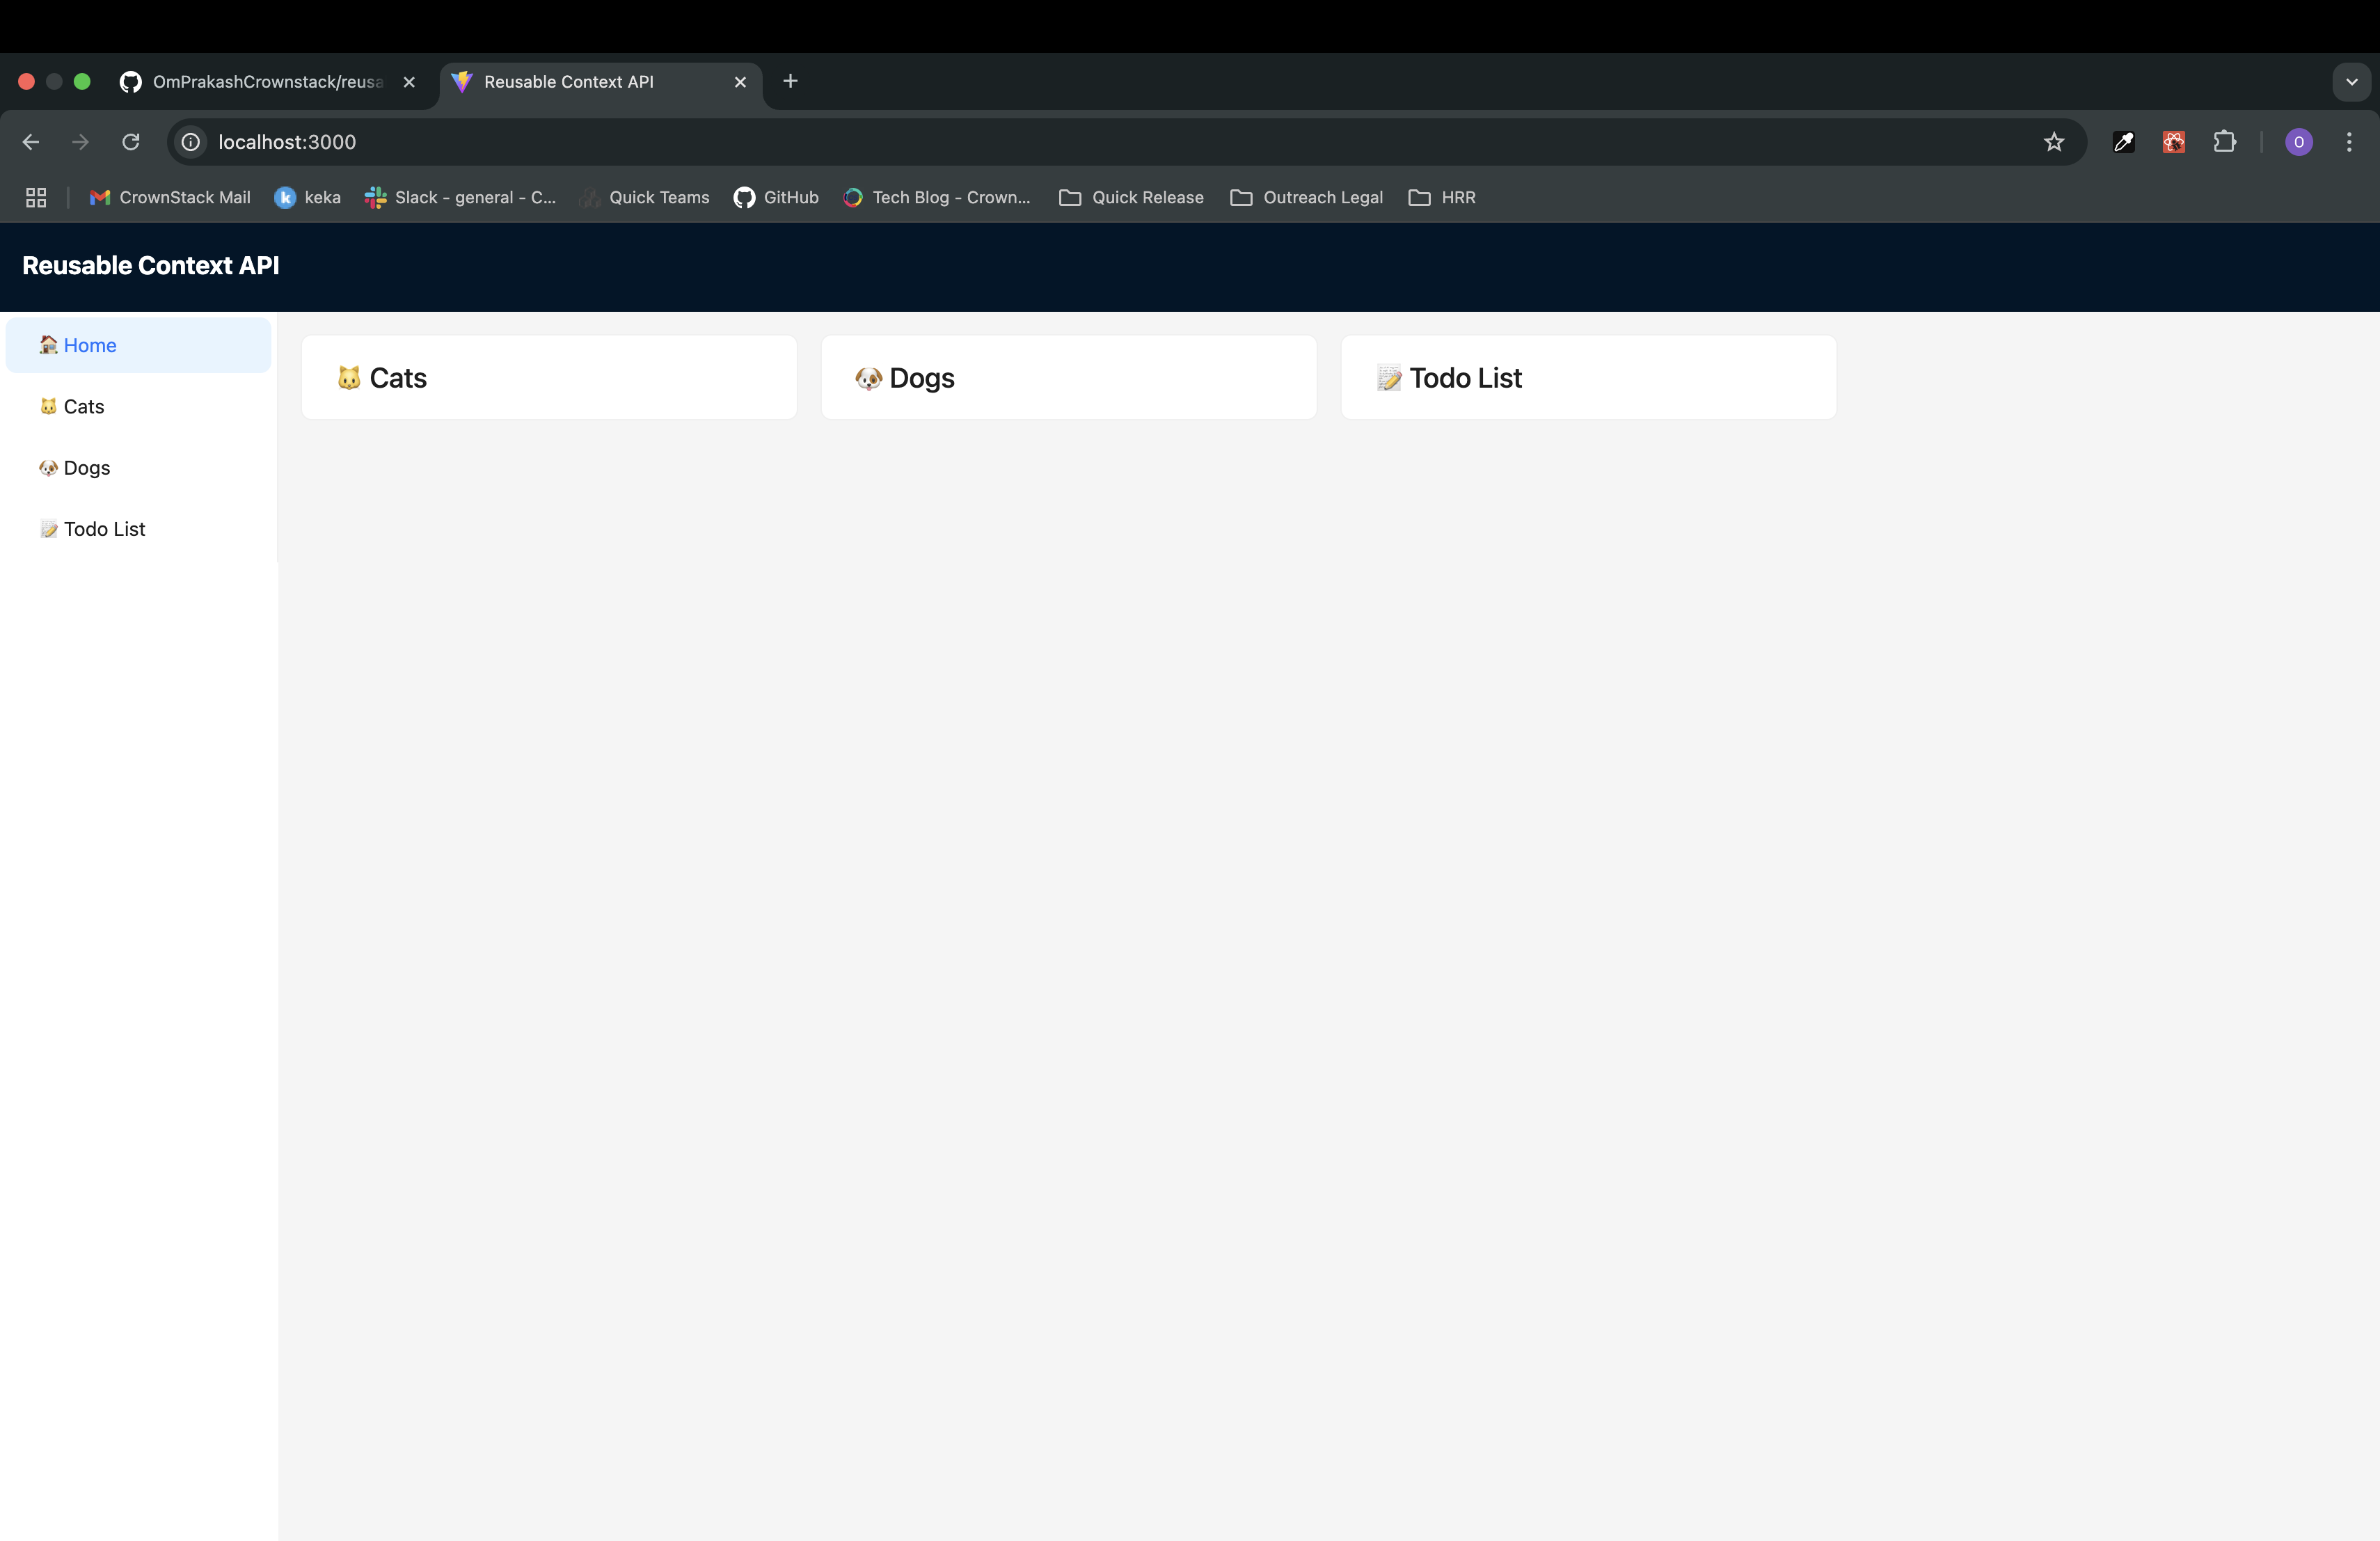 OmPrakashCrownstack/reusa
Reusable Context API
localhost:3000
O
CrownStack Mail
keka
Slack - general - C...
Quick Teams
GitHub
Tech Blog - Crown...
Quick Release
Outreach Legal
HRR
Reusable Context API
Home
Cats
Dogs
Todo List
Cats
Dogs
Todo List